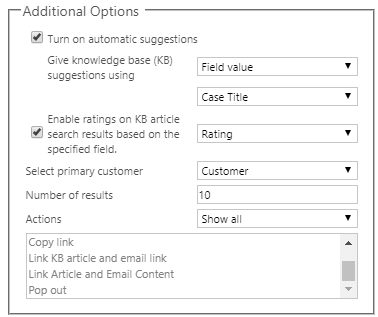 Additional Options
Turn on automatic suggestions
Give knowledge base (KB)
suggestions using
Field value
Case Title
Enable ratings on KB article
search results based on the
specified field.
Rating
Select primary customer
Customer
Number of results
10
Actions
Show all
Copy link
Link KB article and email link
Link Article and Email Content
Pop out